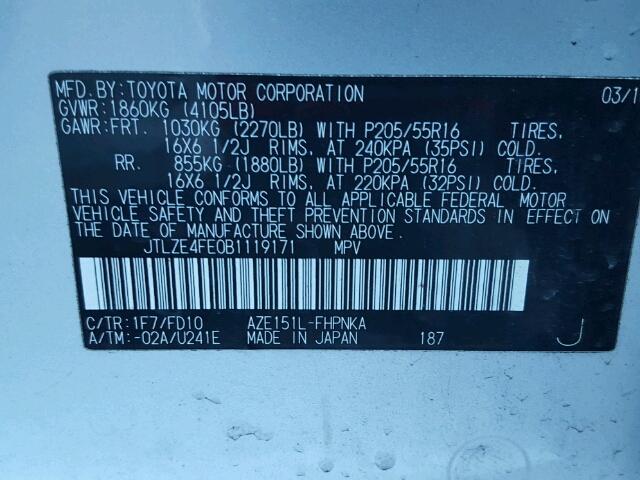 MFD. BY: TOYOTA MOTOR CORPORATION 03/1
GVWR: 1860KG (4105LB)
GAWR: FRT. 1030KG (2270LB) WITH P205/55R16 TIRES,
16X6 1/2J RIMS, AT 240KPA (35PSI) COLD.
RR. 855KG (1880LB) WITH P205/55R16 TIRES,
16X6 1/2J RIMS, AT 220KPA (32PSI) COLD.
THIS VEHICLE CONFORMS TO ALL APPLICABLE FEDERAL MOTOR
VEHICLE SAFETY AND THEFT PREVENTION STANDARDS IN EFFECT ON
THE DATE OF MANUFACTURE SHOWN ABOVE.
JTLZE4FE0B1119171 MPV
C/TR: 1F7/FD10 AZE151L-FHPNKA
A/TM: -02A/U241E MADE IN JAPAN 187 J